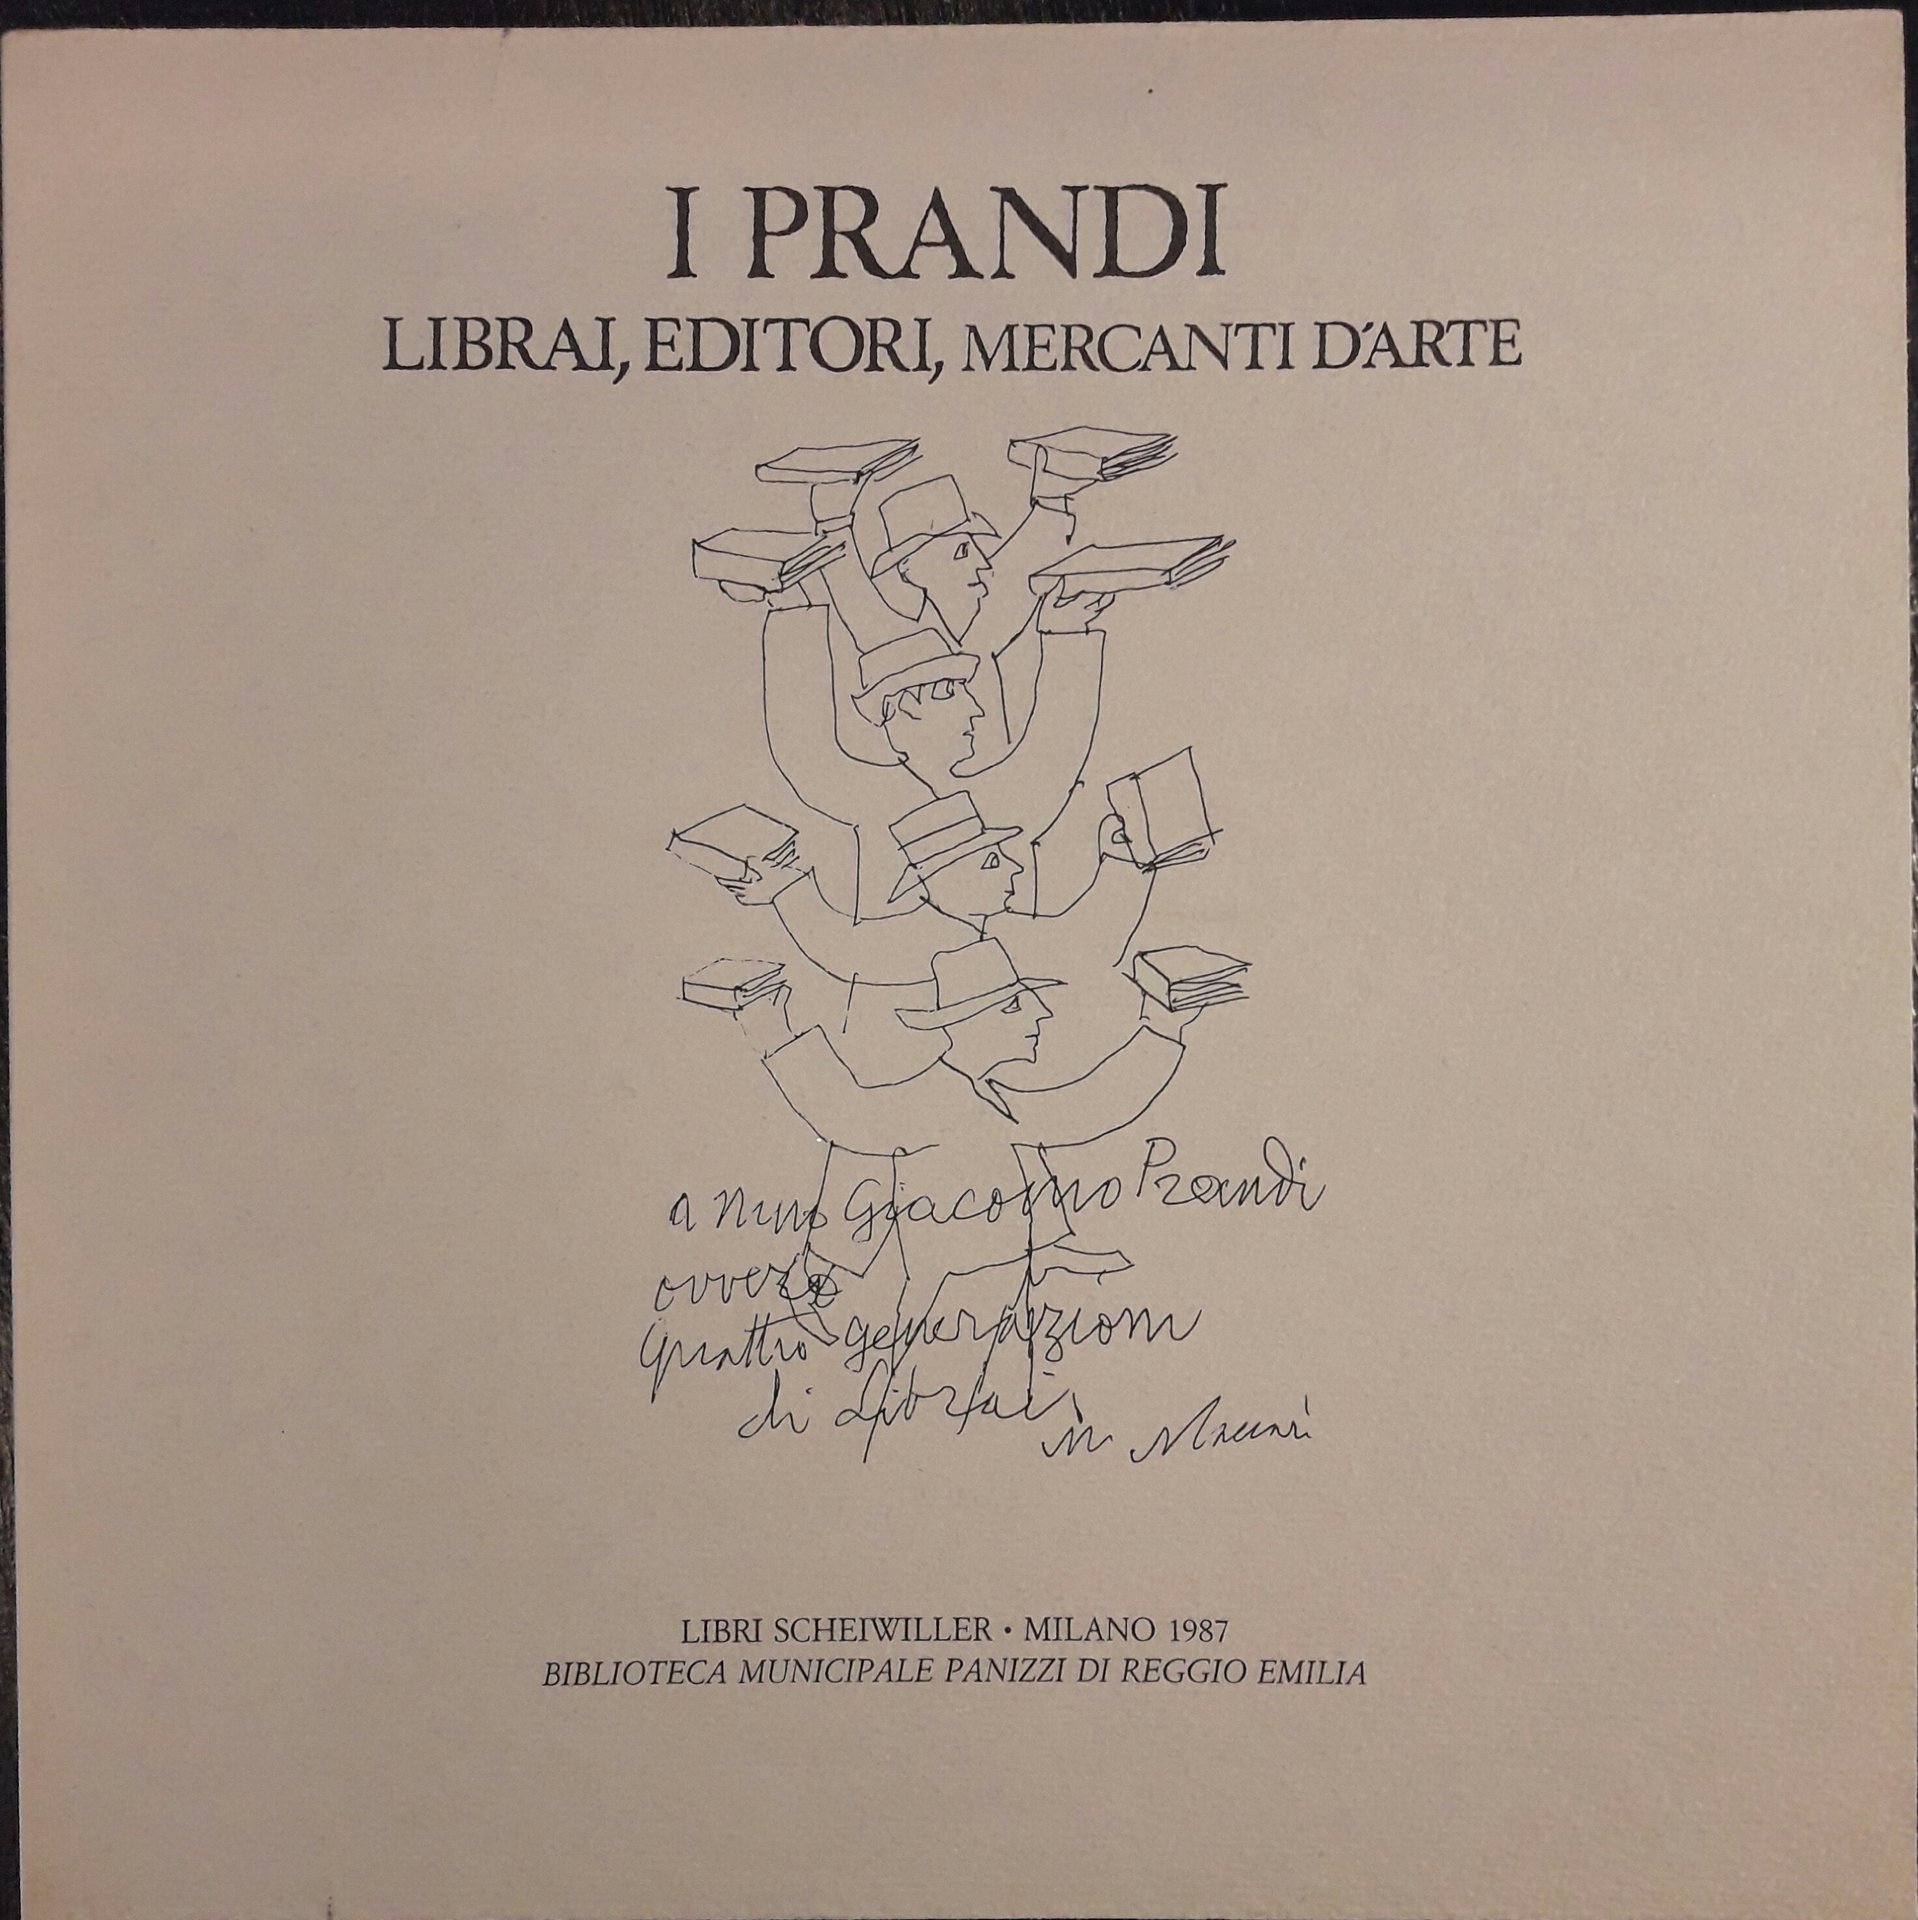 I PRANDI
LIBRAI, EDITORI, MERCANTI D'ARTE
a Nino Giacomo Prandi
ovvero
Quattro generazioni
di Librai
M Maccari
LIBRI SCHEIWILLER • MILANO 1987
BIBLIOTECA MUNICIPALE PANIZZI DI REGGIO EMILIA